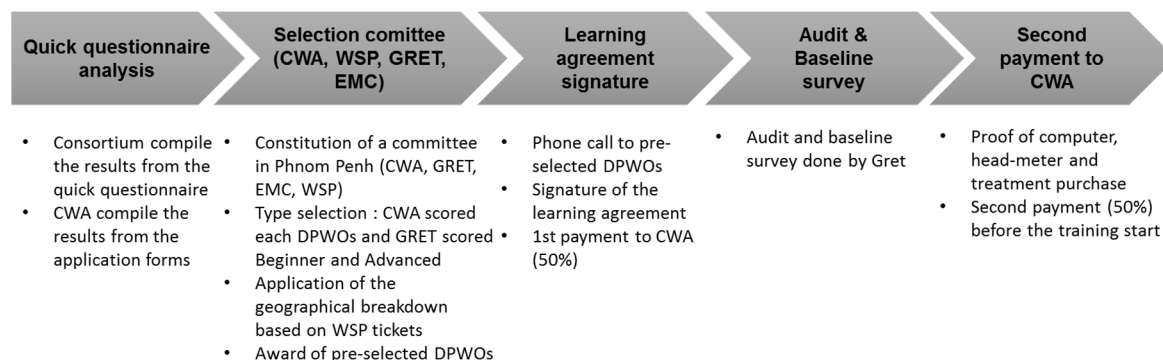 Quick questionnaire
analysis
Selection comittee
(CWA, WSP, GRET,
EMC)
Learning
agreement
signature
Audit &
Baseline
survey
Second
payment to
CWA
• Consortium compile
the results from the
quick questionnaire
• CWA compile the
results from the
application forms
• Constitution of a committee
in Phnom Penh (CWA, GRET,
EMC, WSP)
• Type selection : CWA scored
each DPWOs and GRET scored
Beginner and Advanced
• Application of the
geographical breakdown
based on WSP tickets
• Award of pre-selected DPWOs
• Phone call to pre-
selected DPWOs
• Signature of the
learning agreement
• 1st payment to CWA
(50%)
• Audit and baseline
survey done by Gret
• Proof of computer,
head-meter and
treatment purchase
• Second payment (50%)
before the training start